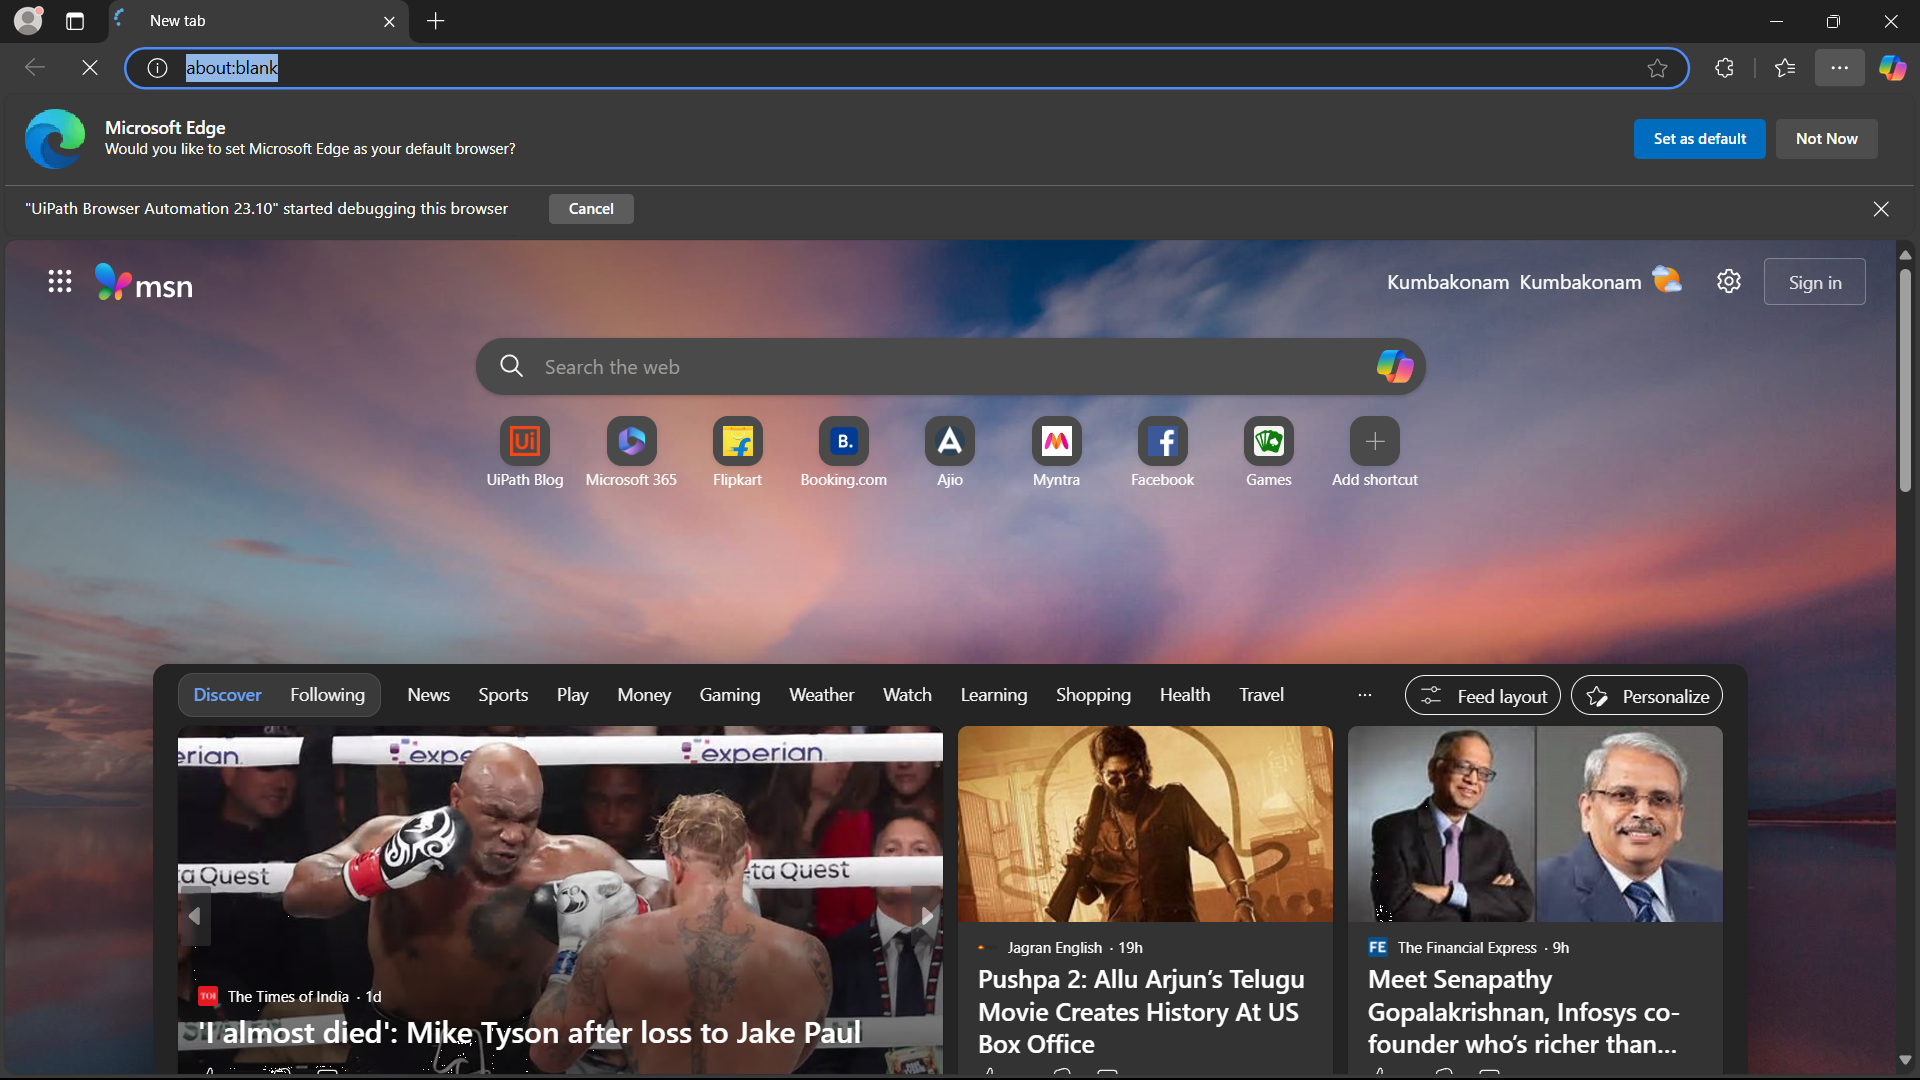 New tab
about:blank
Microsoft Edge
Would you like to set Microsoft Edge as your default browser?
Set as default
Not Now
"UiPath Browser Automation 23.10" started debugging this browser
Cancel
msn
Kumbakonam Kumbakonam
Sign in
Search the web
Ui
B.
UiPath Blog
Microsoft 365
Flipkart
Booking.com
Ajio
Myntra
Facebook
Games
Add shortcut
Discover
Following
News
Sports
Play
Money
Gaming
Weather
Watch
Learning
Shopping
Health
Travel
Feed layout
Personalize
erian.
expe
experian.
ta Quest
ta Quest
TOI
The Times of India · 1d
'I almost died': Mike Tyson after loss to Jake Paul
Jagran English · 19h
Pushpa 2: Allu Arjun's Telugu
Movie Creates History At US
Box Office
FE
The Financial Express · 9h
Meet Senapathy
Gopalakrishnan, Infosys co-
founder who's richer than...